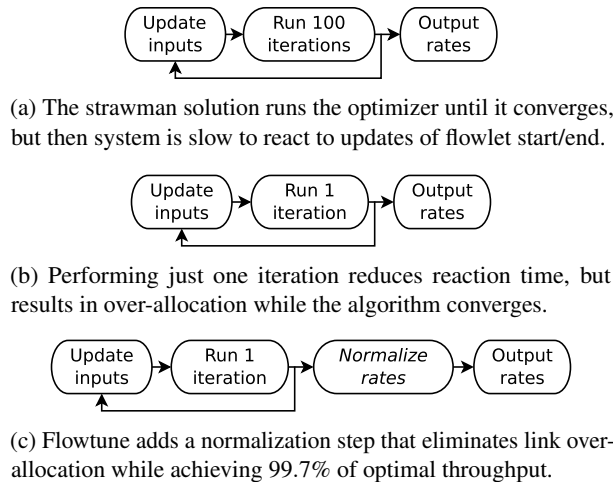 Update Run 100 Output
inputs iterations rates
(a) The strawman solution runs the optimizer until it converges,
but then system is slow to react to updates of flowlet start/end.
Update Run 1 Output
inputs iteration rates
(b) Performing just one iteration reduces reaction time, but
results in over-allocation while the algorithm converges.
Update Run 1 Normalize Output
inputs iteration rates rates
(c) Flowtune adds a normalization step that eliminates link over-
allocation while achieving 99.7% of optimal throughput.